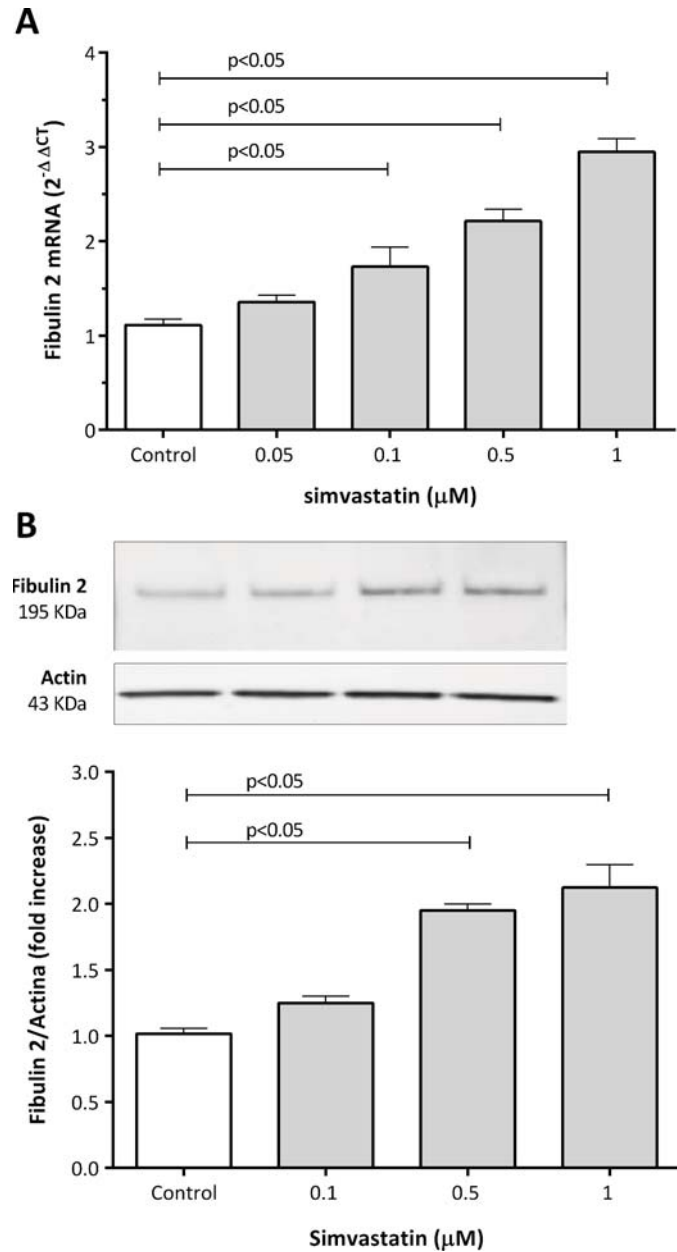 A
4
p<0.05
3
p<0.05
p<0.05
2
1
0
Fibulin 2 mRNA (2^-Δ ΔCT)
Control 0.05 0.1 0.5 1
simvastatin (μM)
B
Fibulin 2
195 KDa
Actin
43 KDa
3.0
p<0.05
2.5
p<0.05
2.0
1.5
1.0
0.5
0.0
Fibulin 2/Actina (fold increase)
Control 0.1 0.5 1
Simvastatin (μM)